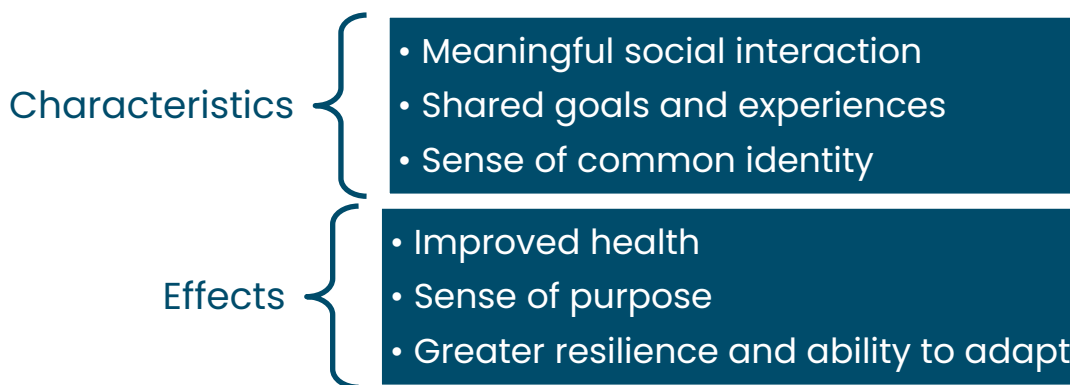 Characteristics
• Meaningful social interaction
• Shared goals and experiences
• Sense of common identity
Effects
• Improved health
• Sense of purpose
• Greater resilience and ability to adapt